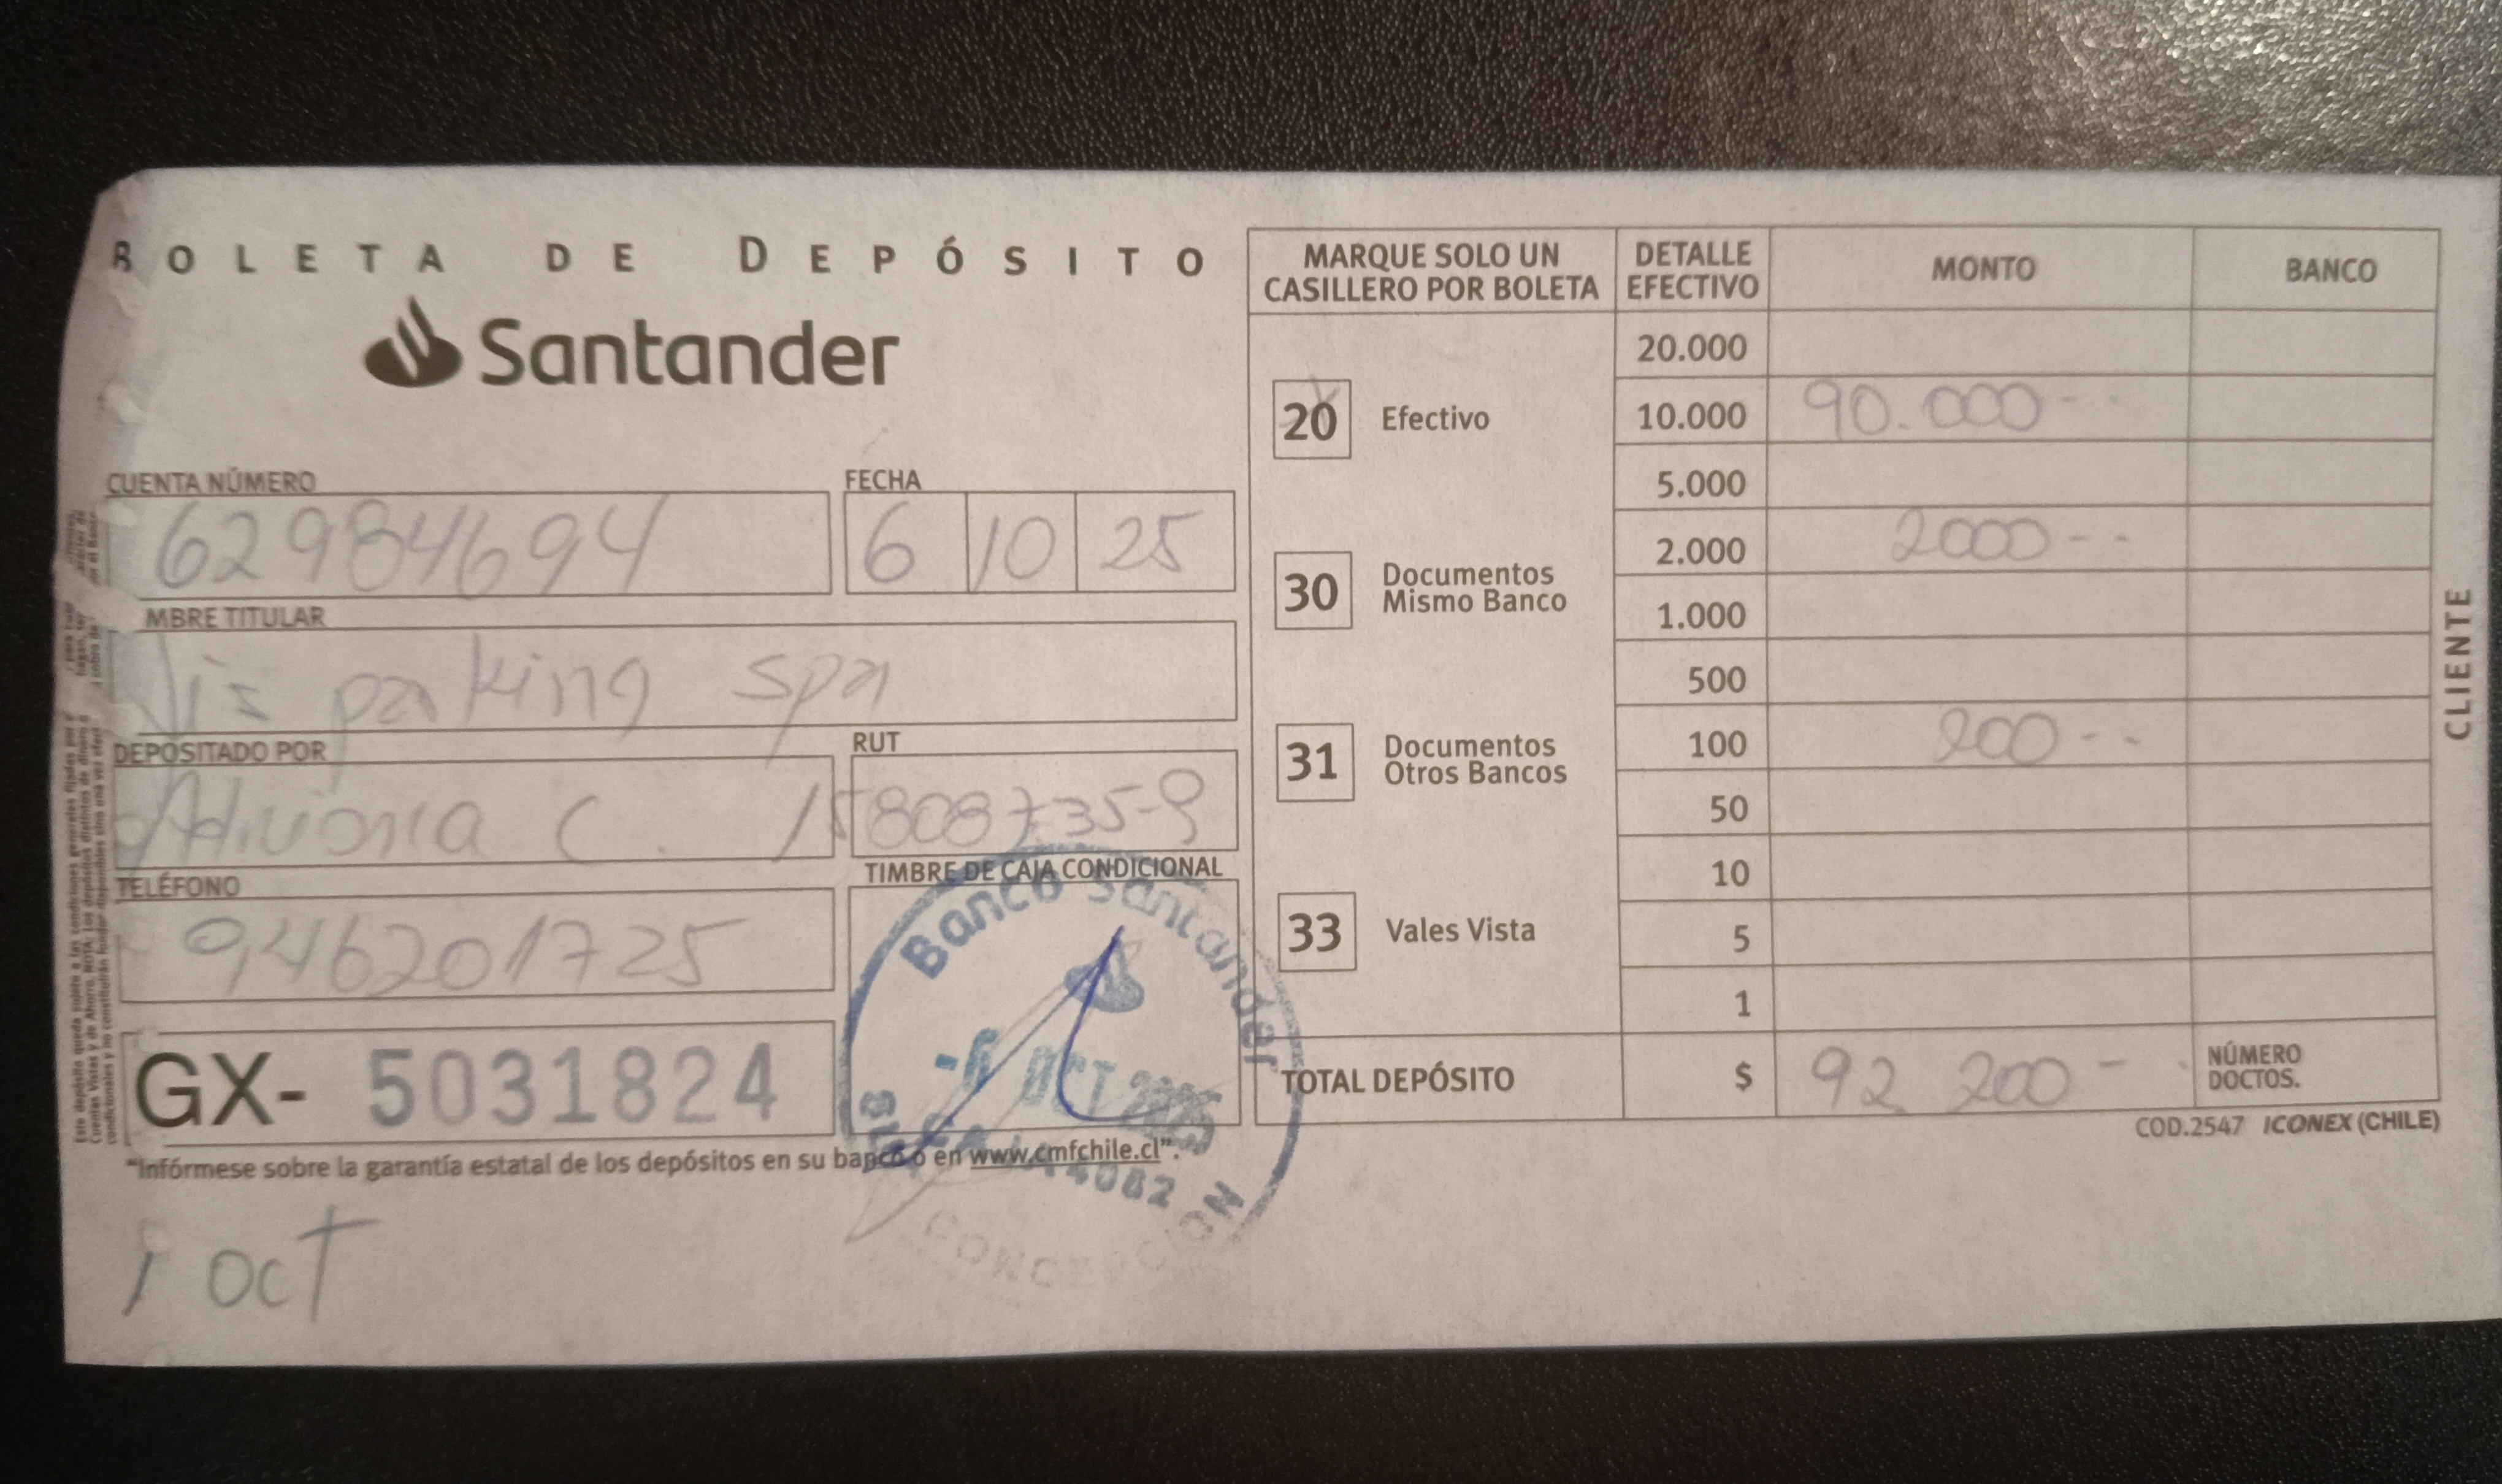 BOLETA DE DEPÓSITO
Santander
CUENTA NÚMERO
62984694
FECHA
6 10 25
MBRE TITULAR
Vis parking spa
DEPOSITADO POR
C.
RUT
15808735-9
TELÉFONO
946201725
TIMBRE DE CAJA CONDICIONAL
Banco Santander
-6 OCT 2025
CONCEPCION
GX- 5031824
"Infórmese sobre la garantía estatal de los depósitos en su banco o en www.cmfchile.cl".
1 OCT
MARQUE SOLO UN
CASILLERO POR BOLETA
20 Efectivo
30 Documentos
Mismo Banco
31 Documentos
Otros Bancos
33 Vales Vista
DETALLE
EFECTIVO
MONTO
BANCO
20.000
10.000 90.000--
5.000
2.000 2000--
1.000
500
100 200--
50
10
5
1
TOTAL DEPÓSITO $ 92 200-
NÚMERO
DOCTOS.
COD.2547 ICONEX (CHILE)
CLIENTE